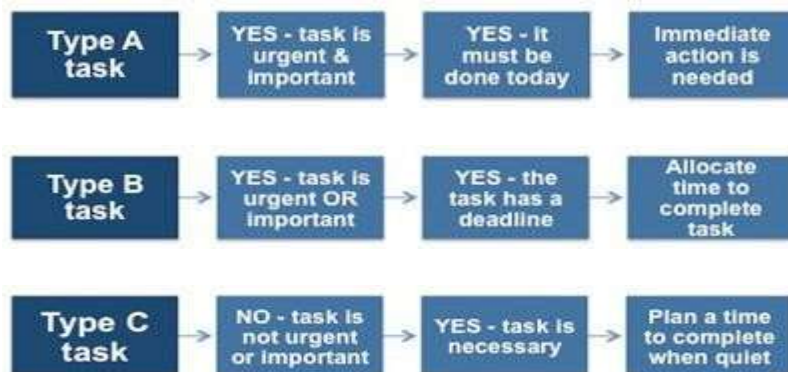 Type A
task
YES - task is
urgent &
important
YES - it
must be
done today
Immediate
action is
needed
Type B
task
YES - task is
urgent OR
important
YES - the
task has a
deadline
Allocate
time to
complete
task
Type C
task
NO - task is
not urgent
or important
YES - task is
necessary
Plan a time
to complete
when quiet